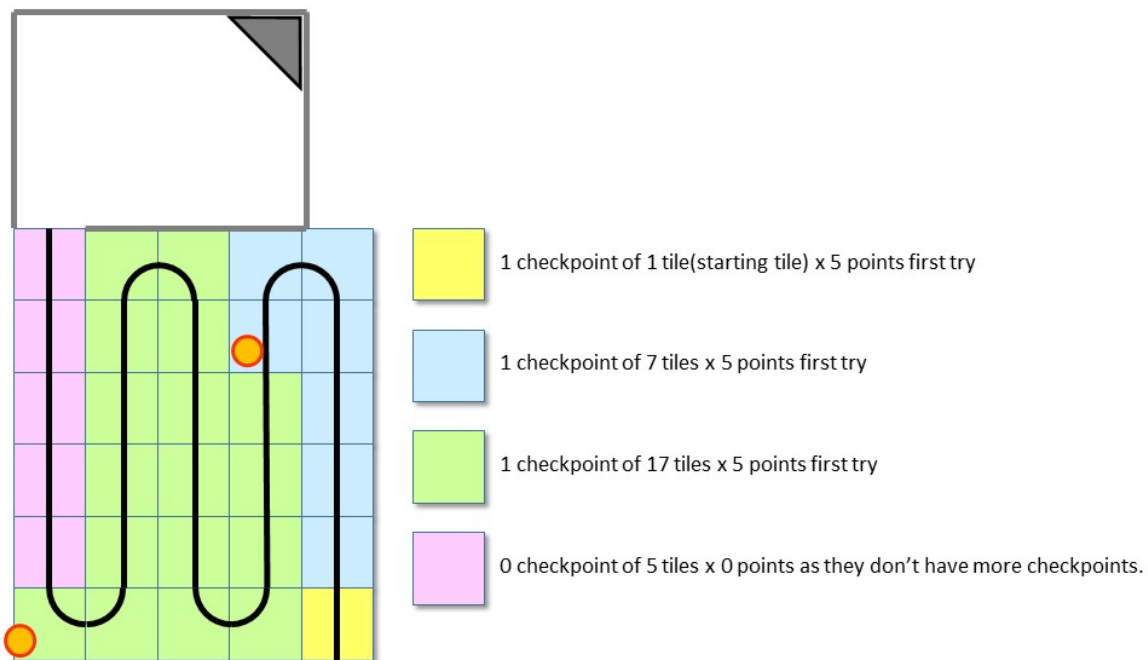 1 checkpoint of 1 tile(starting tile) x 5 points first try
1 checkpoint of 7 tiles x 5 points first try
1 checkpoint of 17 tiles x 5 points first try
0 checkpoint of 5 tiles x 0 points as they don’t have more checkpoints.